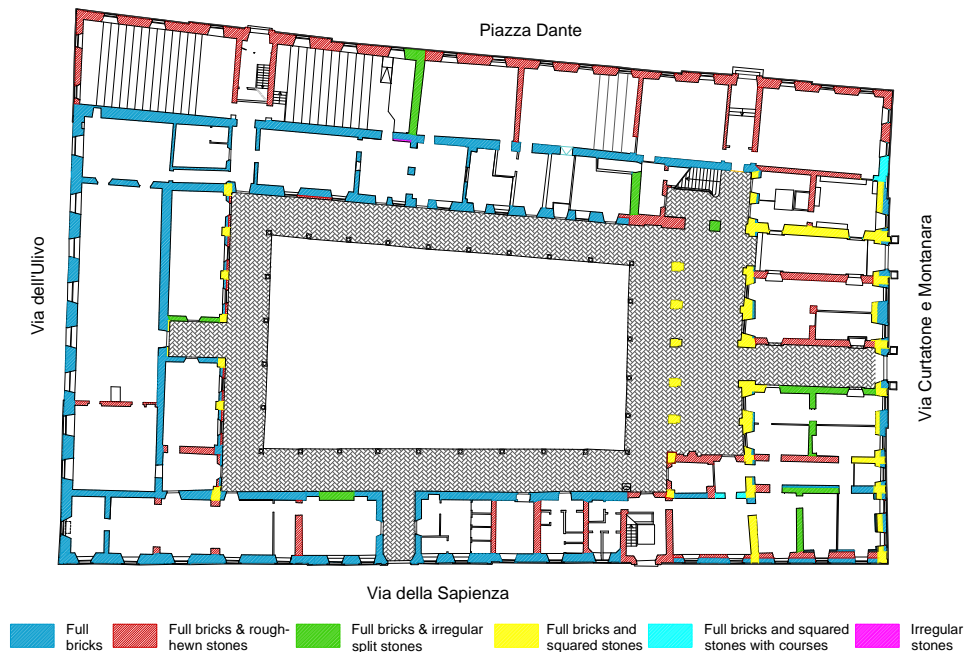 Piazza Dante
Via dell'Ulivo
Via Curtatone e Montanara
Via della Sapienza
Full
bricks
Full bricks & rough-
hewn stones
Full bricks & irregular
split stones
Full bricks and
squared stones
Full bricks and squared
stones with courses
Irregular
stones